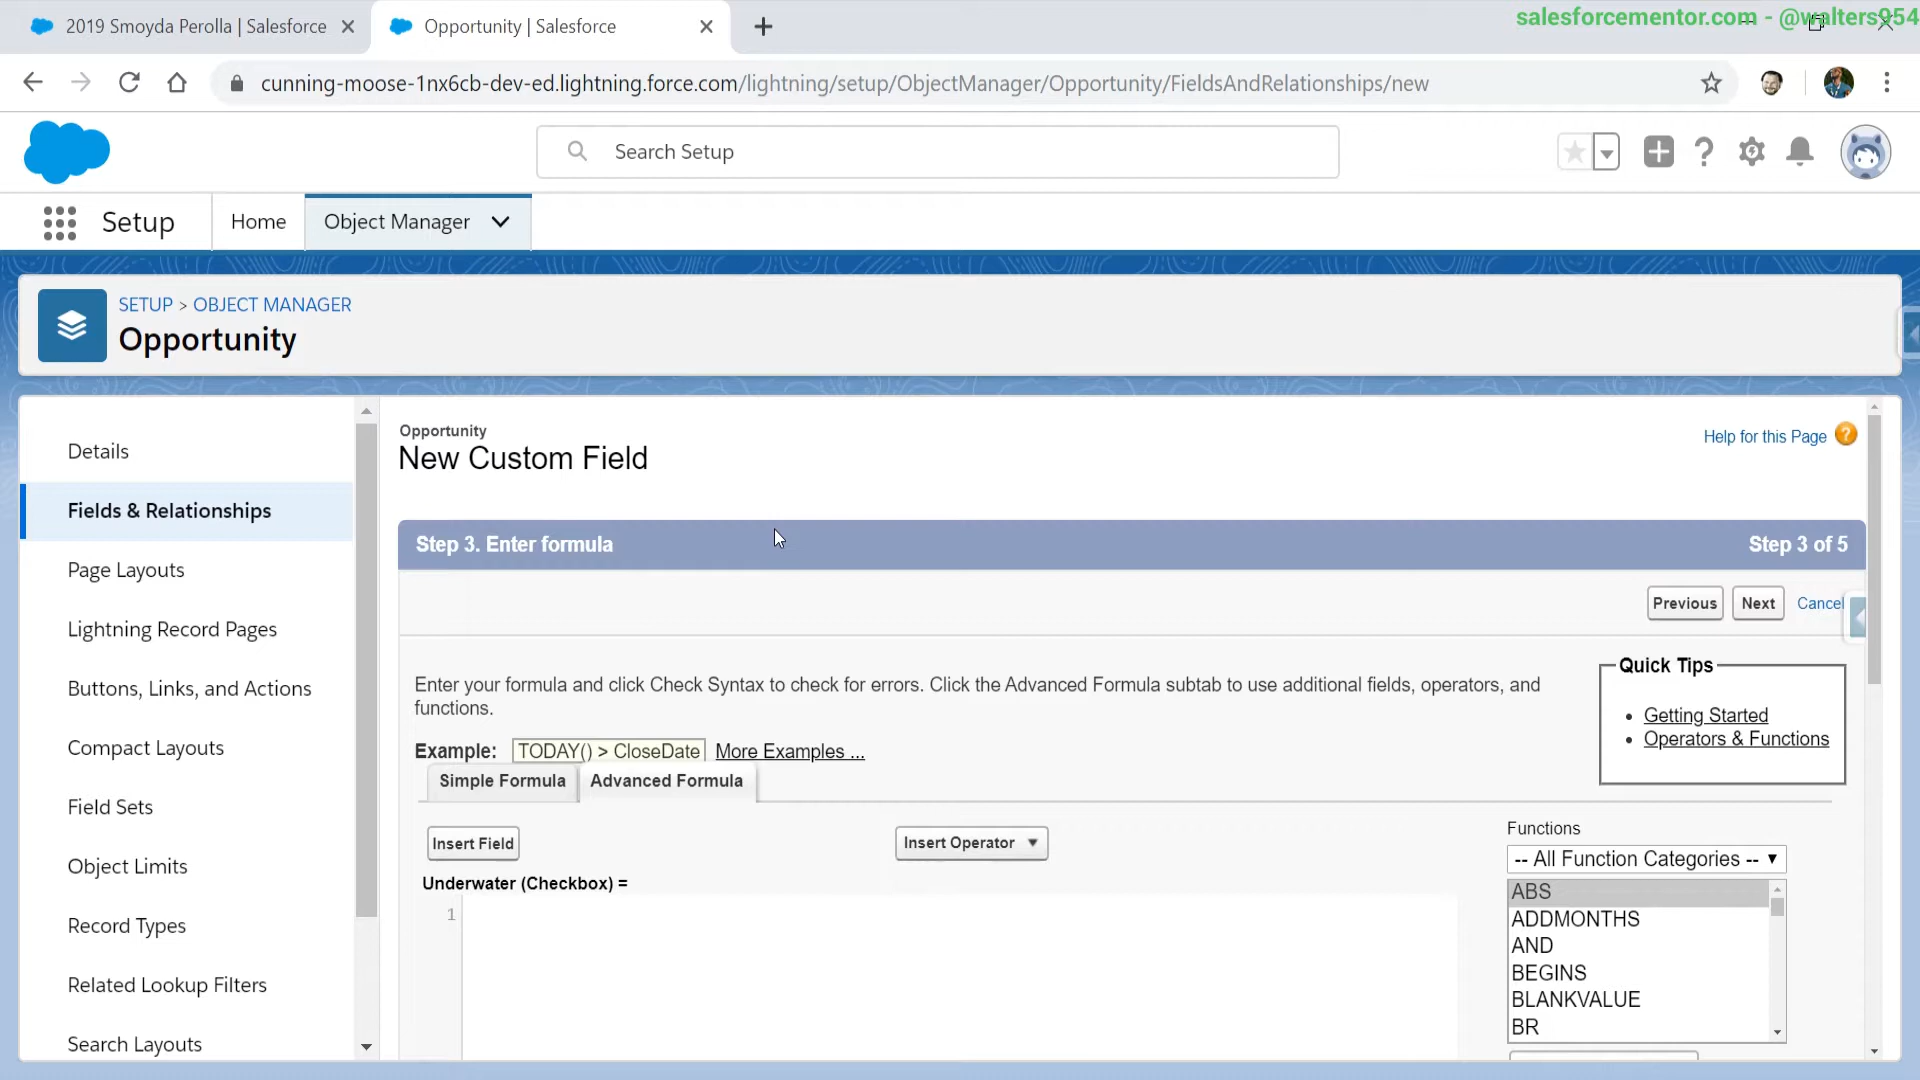 salesforcementor.com - @walters954
2019 Smoyda Perolla | Salesforce
Opportunity | Salesforce
cunning-moose-1nx6cb-dev-ed.lightning.force.com/lightning/setup/ObjectManager/Opportunity/FieldsAndRelationships/new
Search Setup
Setup
Home
Object Manager
SETUP > OBJECT MANAGER
Opportunity
Details
Fields & Relationships
Page Layouts
Lightning Record Pages
Buttons, Links, and Actions
Compact Layouts
Field Sets
Object Limits
Record Types
Related Lookup Filters
Search Layouts
Opportunity
New Custom Field
Help for this Page ?
Step 3. Enter formula
Step 3 of 5
Previous
Next
Cancel
Enter your formula and click Check Syntax to check for errors. Click the Advanced Formula subtab to use additional fields, operators, and
functions.
Example: TODAY() > CloseDate More Examples ...
Quick Tips
• Getting Started
• Operators & Functions
Simple Formula
Advanced Formula
Insert Field
Insert Operator
Underwater (Checkbox) =
1
Functions
-- All Function Categories --
ABS
ADDMONTHS
AND
BEGINS
BLANKVALUE
BR